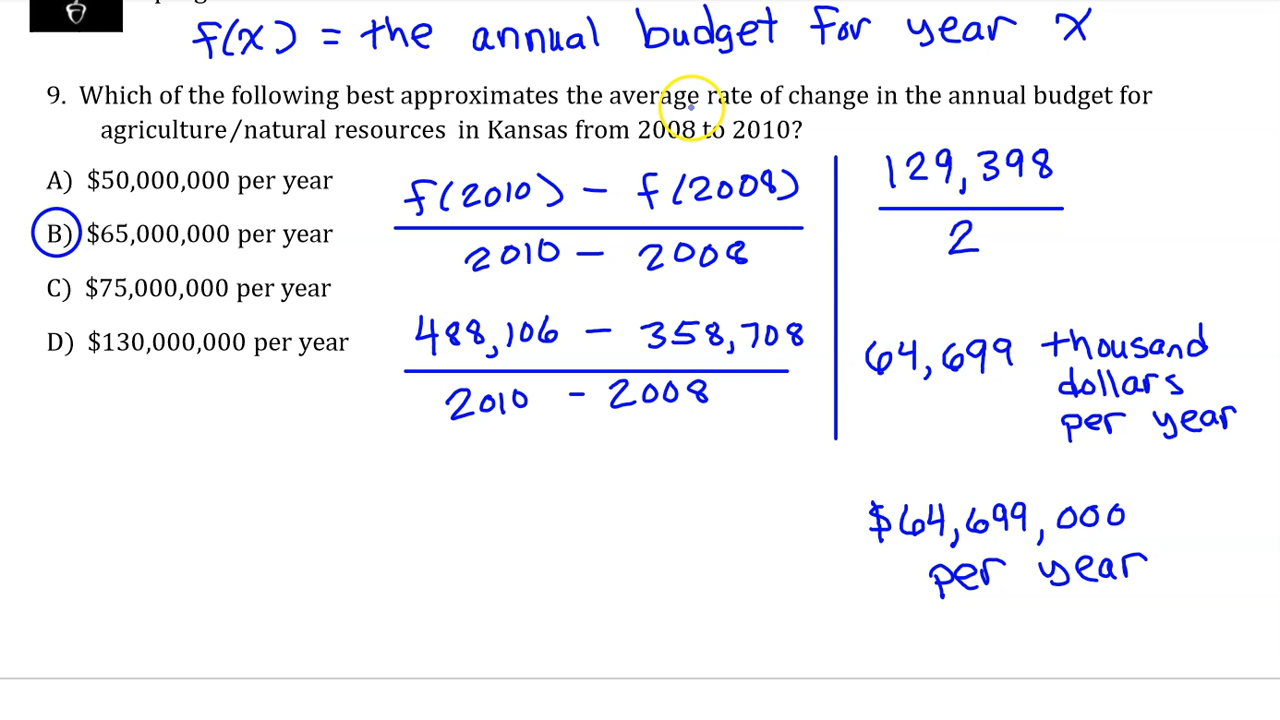 f(x) = the annual budget for year x
9. Which of the following best approximates the average rate of change in the annual budget for
agriculture/natural resources in Kansas from 2008 to 2010?
A) $50,000,000 per year
B) $65,000,000 per year
C) $75,000,000 per year
D) $130,000,000 per year
f(2010) - f(2008)
2010 - 2008
488,106 - 358,708
2010 - 2008
129,398
2
64,699 thousand
dollars
per year
$64,699,000
per year